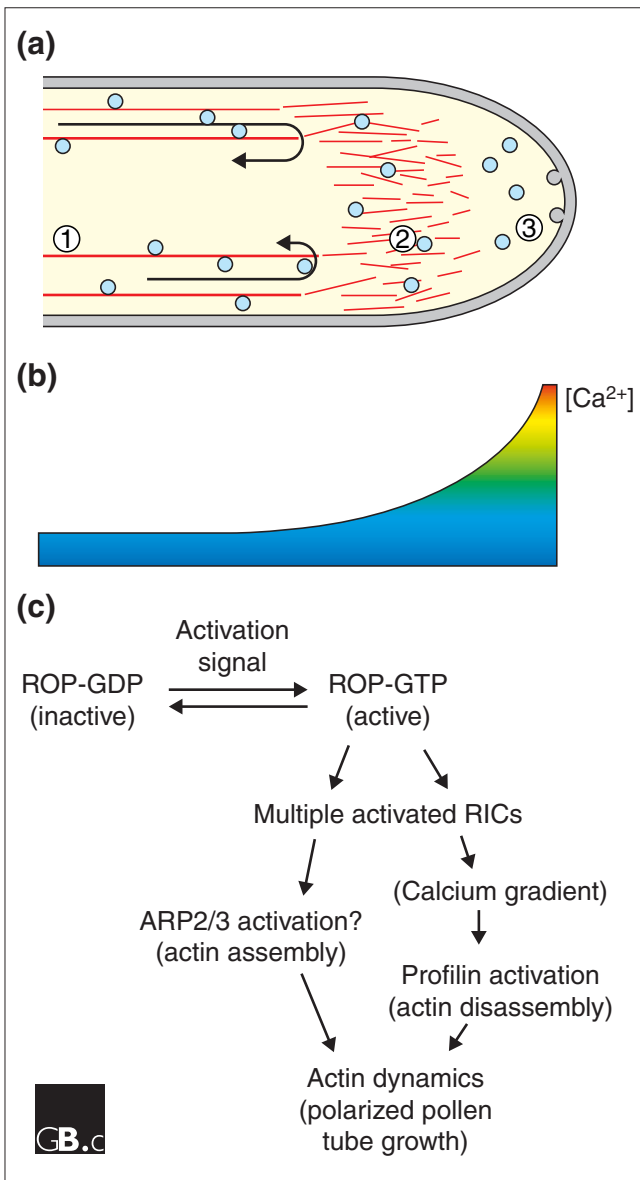 (a)
1
2
3
(b)
[Ca²⁺]
(c)
Activation
signal
ROP-GDP
(inactive)
ROP-GTP
(active)
Multiple activated RICs
ARP2/3 activation?
(actin assembly)
(Calcium gradient)
Profilin activation
(actin disassembly)
Actin dynamics
(polarized pollen
tube growth)
GB.c